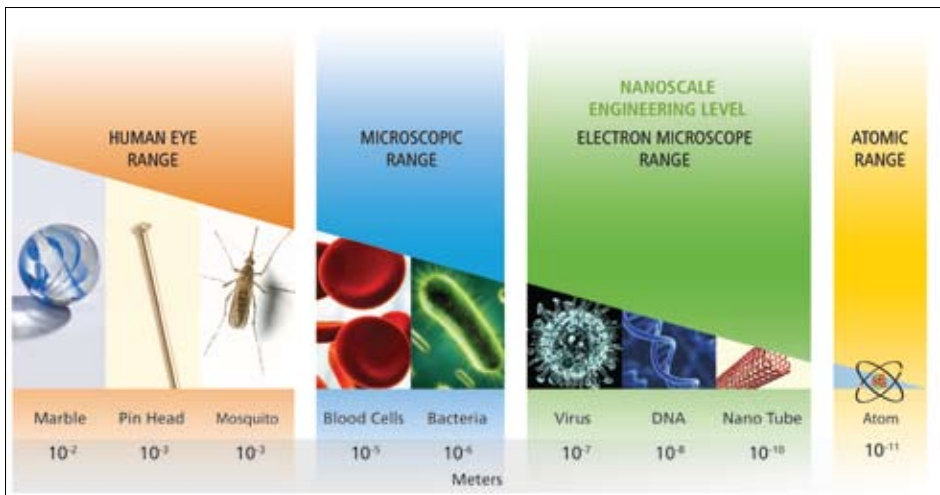 HUMAN EYE
RANGE
MICROSCOPIC
RANGE
NANOSCALE
ENGINEERING LEVEL
ELECTRON MICROSCOPE
RANGE
ATOMIC
RANGE
Marble Pin Head Mosquito Blood Cells Bacteria Virus DNA Nano Tube Atom
10⁻² 10⁻³ 10⁻³ 10⁻⁵ 10⁻⁶ 10⁻⁷ 10⁻⁸ 10⁻¹⁰ 10⁻¹¹
Meters